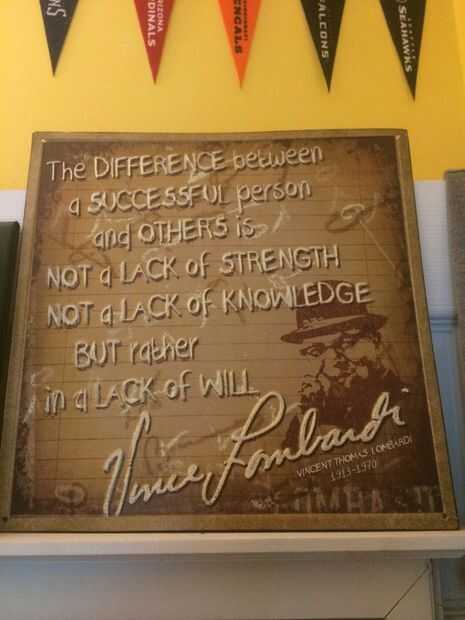 NS
ARIZONA
CARDINALS
BENGALS
FALCONS
SEAHAWKS
The DIFFERENCE between
a SUCCESSFUL person
and OTHERS is
NOT a LACK of STRENGTH
NOT a LACK of KNOWLEDGE
BUT rather
in a LACK of WILL
Vince Lombardi
VINCENT THOMAS LOMBARDI
1913-1970